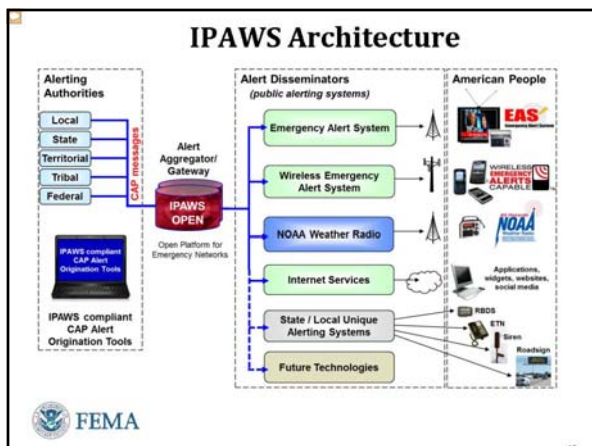 IPAWS Architecture
Alerting
Authorities
Local
State
Territorial
Tribal
Federal
CAP messages
IPAWS compliant
CAP Alert
Origination Tools
IPAWS compliant
CAP Alert
Origination Tools
Alert
Aggregator/
Gateway
IPAWS
OPEN
Open Platform for
Emergency Networks
Alert Disseminators
(public alerting systems)
Emergency Alert System
Wireless Emergency
Alert System
NOAA Weather Radio
Internet Services
State / Local Unique
Alerting Systems
Future Technologies
American People
EAS
Emergency Alert System
WIRELESS
EMERGENCY
ALERTS
CAPABLE
NOAA
Applications,
widgets, websites,
social media
RBDS
ETN
Siren
Roadsign
FEMA